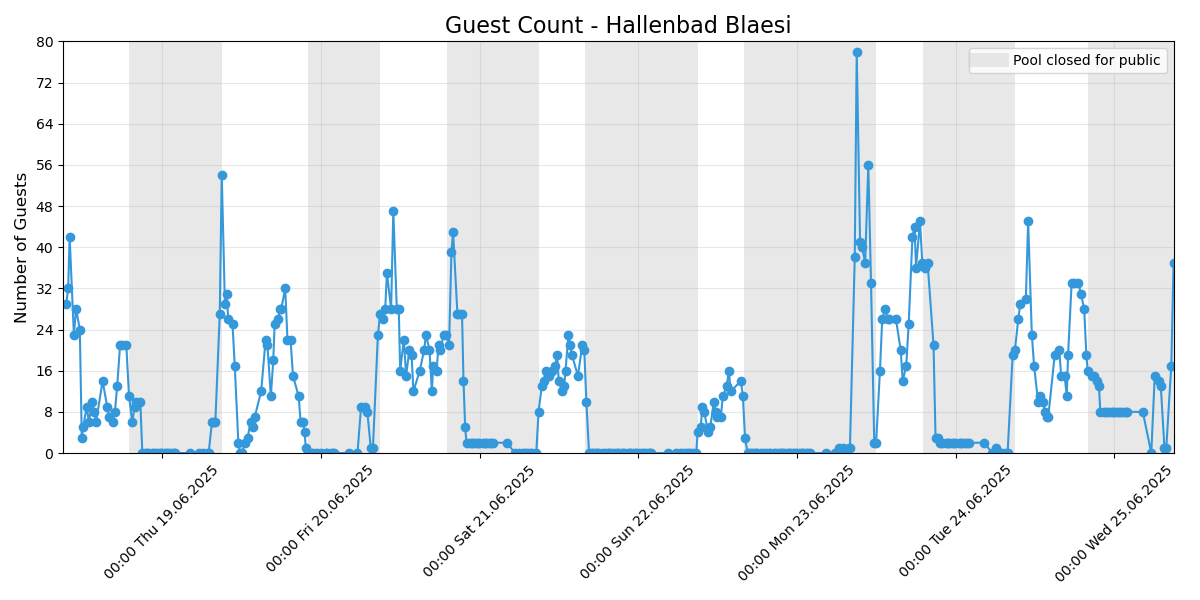 Guest Count - Hallenbad Blaesi
Pool closed for public
Number of Guests
80
72
64
56
48
40
32
24
16
8
0
00:00 Thu 19.06.2025
00:00 Fri 20.06.2025
00:00 Sat 21.06.2025
00:00 Sun 22.06.2025
00:00 Mon 23.06.2025
00:00 Tue 24.06.2025
00:00 Wed 25.06.2025